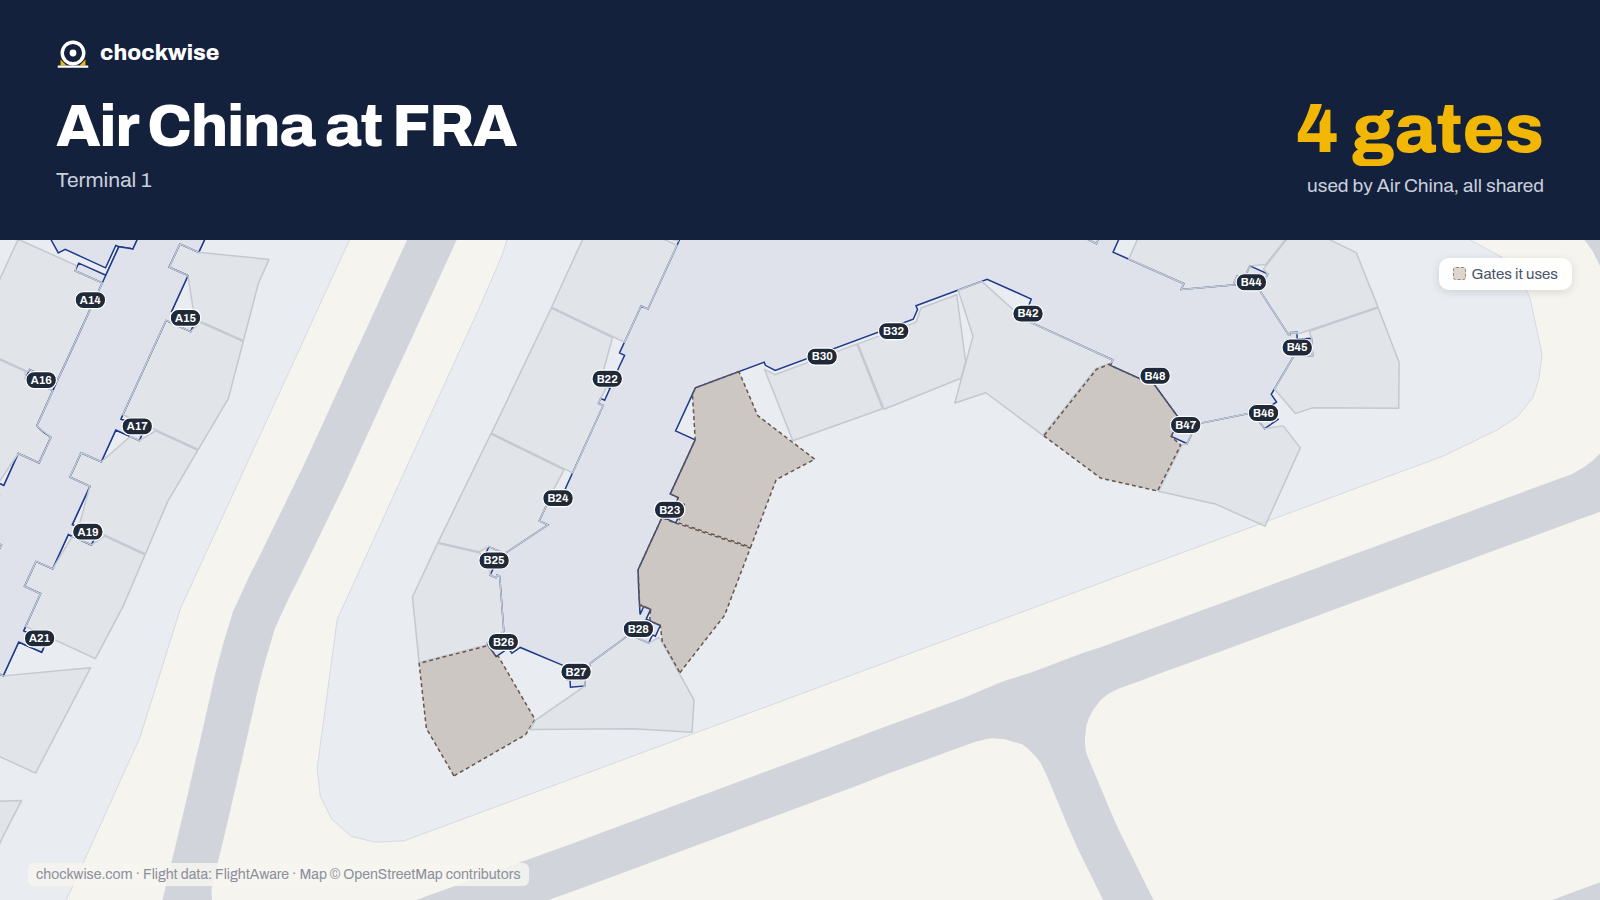 chockwise
Air China at FRA
Terminal 1
4 gates
used by Air China, all shared
Gates it uses
A14
A15
A16
A17
A19
A21
B22
B24
B25
B26
B27
B28
B23
B30
B32
B42
B44
B45
B46
B47
B48
chockwise.com · Flight data: FlightAware · Map © OpenStreetMap contributors